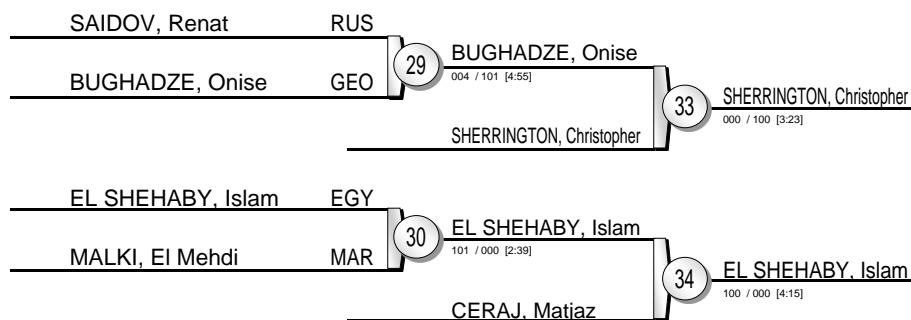 SAIDOV, Renat RUS
BUGHADZE, Onise GEO
29
BUGHADZE, Onise
004 / 101 [4:55]
SHERRINGTON, Christopher
33
SHERRINGTON, Christopher
000 / 100 [3:23]
EL SHEHABY, Islam EGY
MALKI, El Mehdi MAR
30
EL SHEHABY, Islam
101 / 000 [2:39]
CERAJ, Matjaz
34
EL SHEHABY, Islam
100 / 000 [4:15]